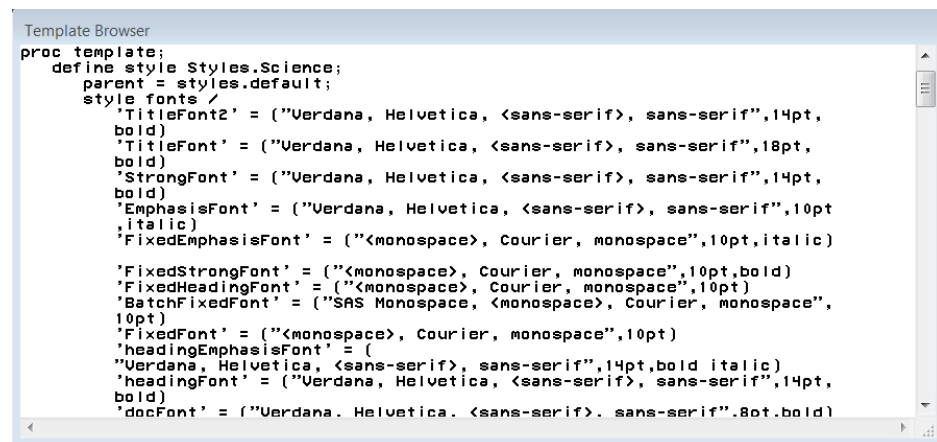 Template Browser
proc template;
define style Styles.Science;
parent = styles.default;
style fonts /
'TitleFont2' = ("Verdana, Helvetica, <sans-serif>, sans-serif",14pt,
bold)
'TitleFont' = ("Verdana, Helvetica, <sans-serif>, sans-serif",18pt,
bold)
'StrongFont' = ("Verdana, Helvetica, <sans-serif>, sans-serif",14pt,
bold)
'EmphasisFont' = ("Verdana, Helvetica, <sans-serif>, sans-serif",10pt
,italic)
'FixedEmphasisFont' = ("<monospace>, Courier, monospace",10pt,italic)
'FixedStrongFont' = ("<monospace>, Courier, monospace",10pt,bold)
'FixedHeadingFont' = ("<monospace>, Courier, monospace",10pt)
'BatchFixedFont' = ("SAS Monospace, <monospace>, Courier, monospace",
10pt)
'FixedFont' = ("<monospace>, Courier, monospace",10pt)
'headingEmphasisFont' = (
"Verdana, Helvetica, <sans-serif>, sans-serif",14pt,bold italic)
'headingFont' = ("Verdana, Helvetica, <sans-serif>, sans-serif",14pt,
bold)
'docFont' = ("Verdana, Helvetica, <sans-serif>, sans-serif",8pt,bold)